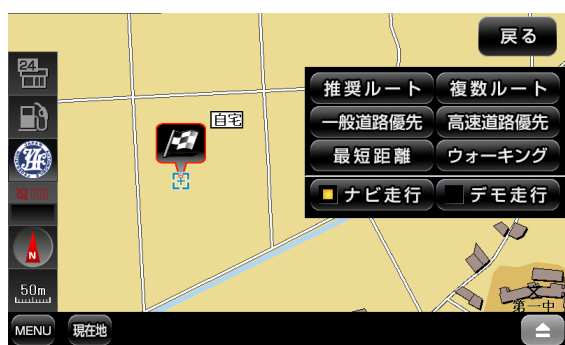 戻る
24
自宅
推奨ルート 複数ルート
一般道路優先 高速道路優先
最短距離 ウォーキング
ナビ走行 デモ走行
N
50m
第一中
MENU 現在地